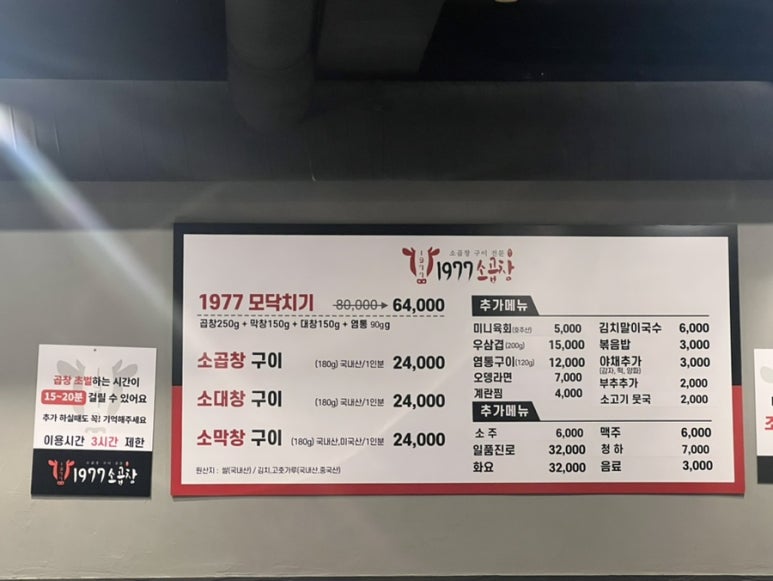 소곱창 구이 전문
1977 소곱창
1977 모닥치기 80,000 64,000
곱창250g + 막창150g + 대창150g + 염통 90g g
소곱창 구이 (180g) 국내산/1인분 24,000
소대창 구이 (180g) 국내산/1인분 24,000
소막창 구이 (180g) 국내산,미국산/1인분 24,000
원산지 : 쌀(국내산) / 김치,고춧가루(국내산,중국산)
추가메뉴
미니육회(호주산) 5,000
우삼겹(200g) 15,000
염통구이(120g) 12,000
오뎅라면 7,000
계란찜 4,000
김치말이국수 6,000
볶음밥 3,000
야채추가 3,000
(감자, 떡, 양파)
부추추가 2,000
소고기 뭇국 2,000
추가메뉴
소 주 6,000
일품진로 32,000
화요 32,000
맥주 6,000
청 하 7,000
음료 3,000
곱창 초벌하는 시간이
15~20분 걸릴 수 있어요
추가 하실때도 꼭! 기억해주세요
이용시간 3시간 제한
1977 소곱창